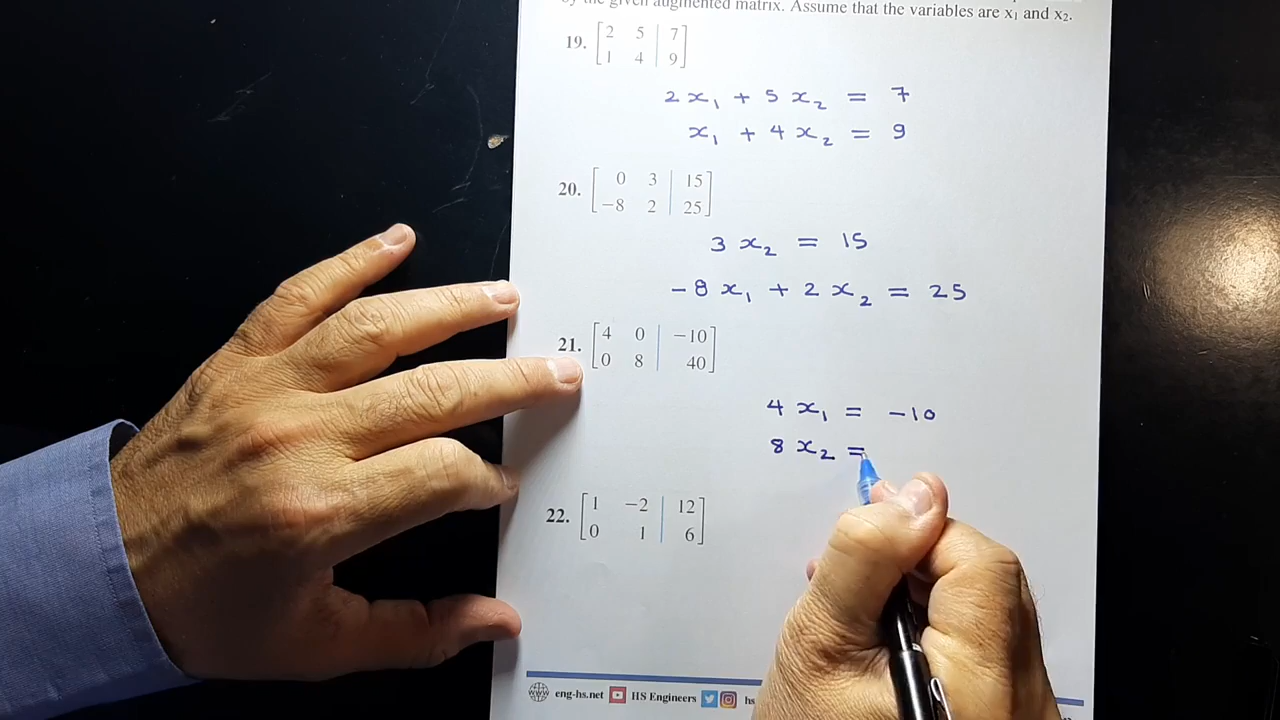 by the given augmented matrix. Assume that the variables are x₁ and x₂.
19. [2 5 | 7]
[1 4 | 9]
2x₁ + 5x₂ = 7
x₁ + 4x₂ = 9
20. [0 3 | 15]
[-8 2 | 25]
3x₂ = 15
-8x₁ + 2x₂ = 25
21. [4 0 | -10]
[0 8 | 40]
4x₁ = -10
8x₂ =
22. [1 -2 | 12]
[0 1 | 6]
www eng-hs.net HS Engineers hs